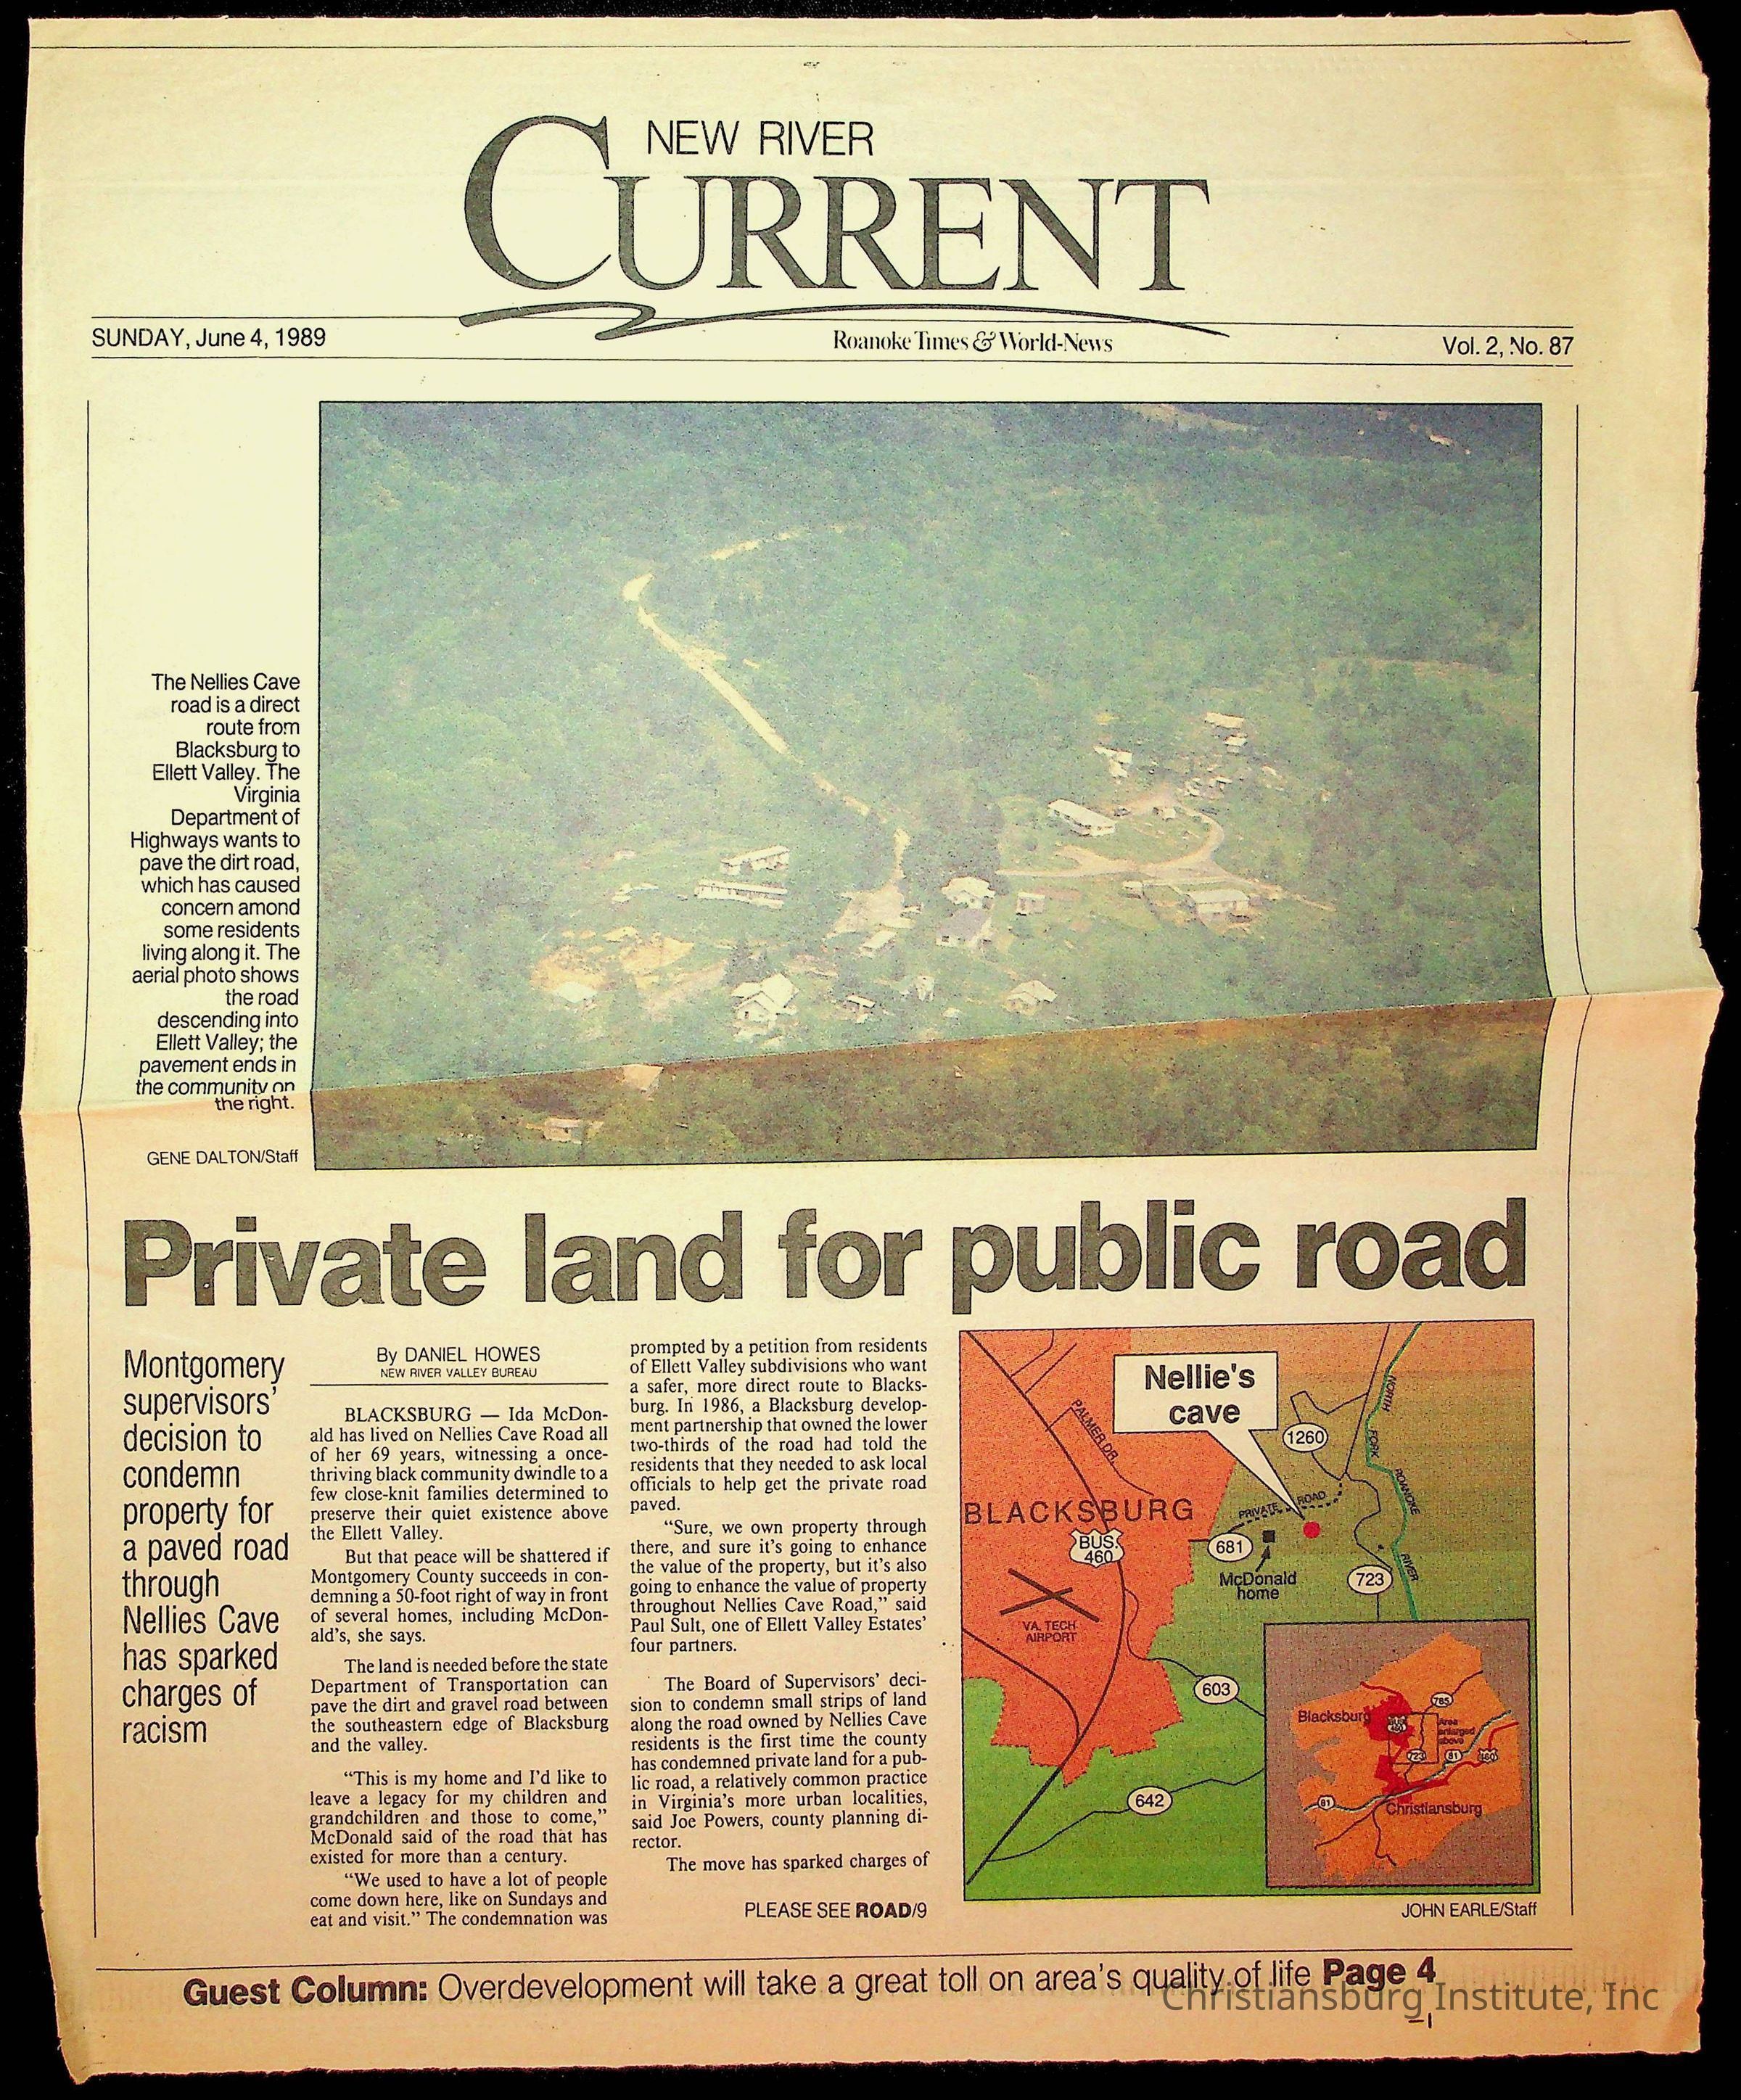 NEW RIVER
CURRENT
SUNDAY, June 4, 1989
Roanoke Times & World-News
Vol. 2, No. 87
The Nellies Cave
road is a direct
route from
Blacksburg to
Ellett Valley. The
Virginia
Department of
Highways wants to
pave the dirt road,
which has caused
concern amond
some residents
living along it. The
aerial photo shows
the road
descending into
Ellett Valley; the
pavement ends in
the community on
the right.
GENE DALTON/Staff
Private land for public road
Montgomery
supervisors’
decision to
condemn
property for
a paved road
through
Nellies Cave
has sparked
charges of
racism
By DANIEL HOWES
NEW RIVER VALLEY BUREAU
BLACKSBURG — Ida McDon-
ald has lived on Nellies Cave Road all
of her 69 years, witnessing a once-
thriving black community dwindle to a
few close-knit families determined to
preserve their quiet existence above
the Ellett Valley.
But that peace will be shattered if
Montgomery County succeeds in con-
demning a 50-foot right of way in front
of several homes, including McDon-
ald’s, she says.
The land is needed before the state
Department of Transportation can
pave the dirt and gravel road between
the southeastern edge of Blacksburg
and the valley.
“This is my home and I’d like to
leave a legacy for my children and
grandchildren and those to come,”
McDonald said of the road that has
existed for more than a century.
“We used to have a lot of people
come down here, like on Sundays and
eat and visit.” The condemnation was
prompted by a petition from residents
of Ellett Valley subdivisions who want
a safer, more direct route to Blacks-
burg. In 1986, a Blacksburg develop-
ment partnership that owned the lower
two-thirds of the road had told the
residents that they needed to ask local
officials to help get the private road
paved.
“Sure, we own property through
there, and sure it’s going to enhance
the value of the property, but it’s also
going to enhance the value of property
throughout Nellies Cave Road,” said
Paul Sult, one of Ellett Valley Estates’
four partners.
The Board of Supervisors’ deci-
sion to condemn small strips of land
along the road owned by Nellies Cave
residents is the first time the county
has condemned private land for a pub-
lic road, a relatively common practice
in Virginia’s more urban localities,
said Joe Powers, county planning di-
rector.
The move has sparked charges of
PLEASE SEE ROAD/9
Nellie's
cave
PALMER DR.
1260
NORTH
FORK
ROANOKE
RIVER
PRIVATE ROAD
BLACKSBURG
BUS.
460
681
McDonald
home
723
VA. TECH
AIRPORT
603
642
Blacksburg
BUS
460
785
Area
enlarged
above
723
81
460
81
Christiansburg
JOHN EARLE/Staff
Guest Column: Overdevelopment will take a great toll on area’s quality of life Page 4
Christiansburg Institute, Inc